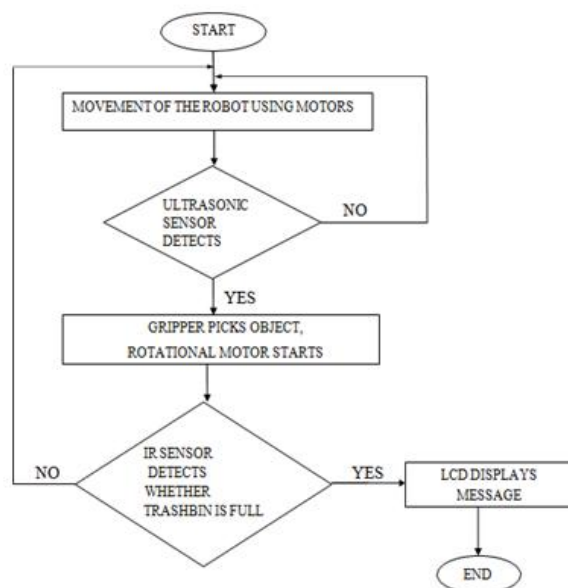 START
MOVEMENT OF THE ROBOT USING MOTORS
ULTRASONIC
SENSOR
DETECTS
NO
YES
GRIPPER PICKS OBJECT,
ROTATIONAL MOTOR STARTS
NO
IR SENSOR
DETECTS
WHETHER
TRASHBIN IS FULL
YES
LCD DISPLAYS
MESSAGE
END